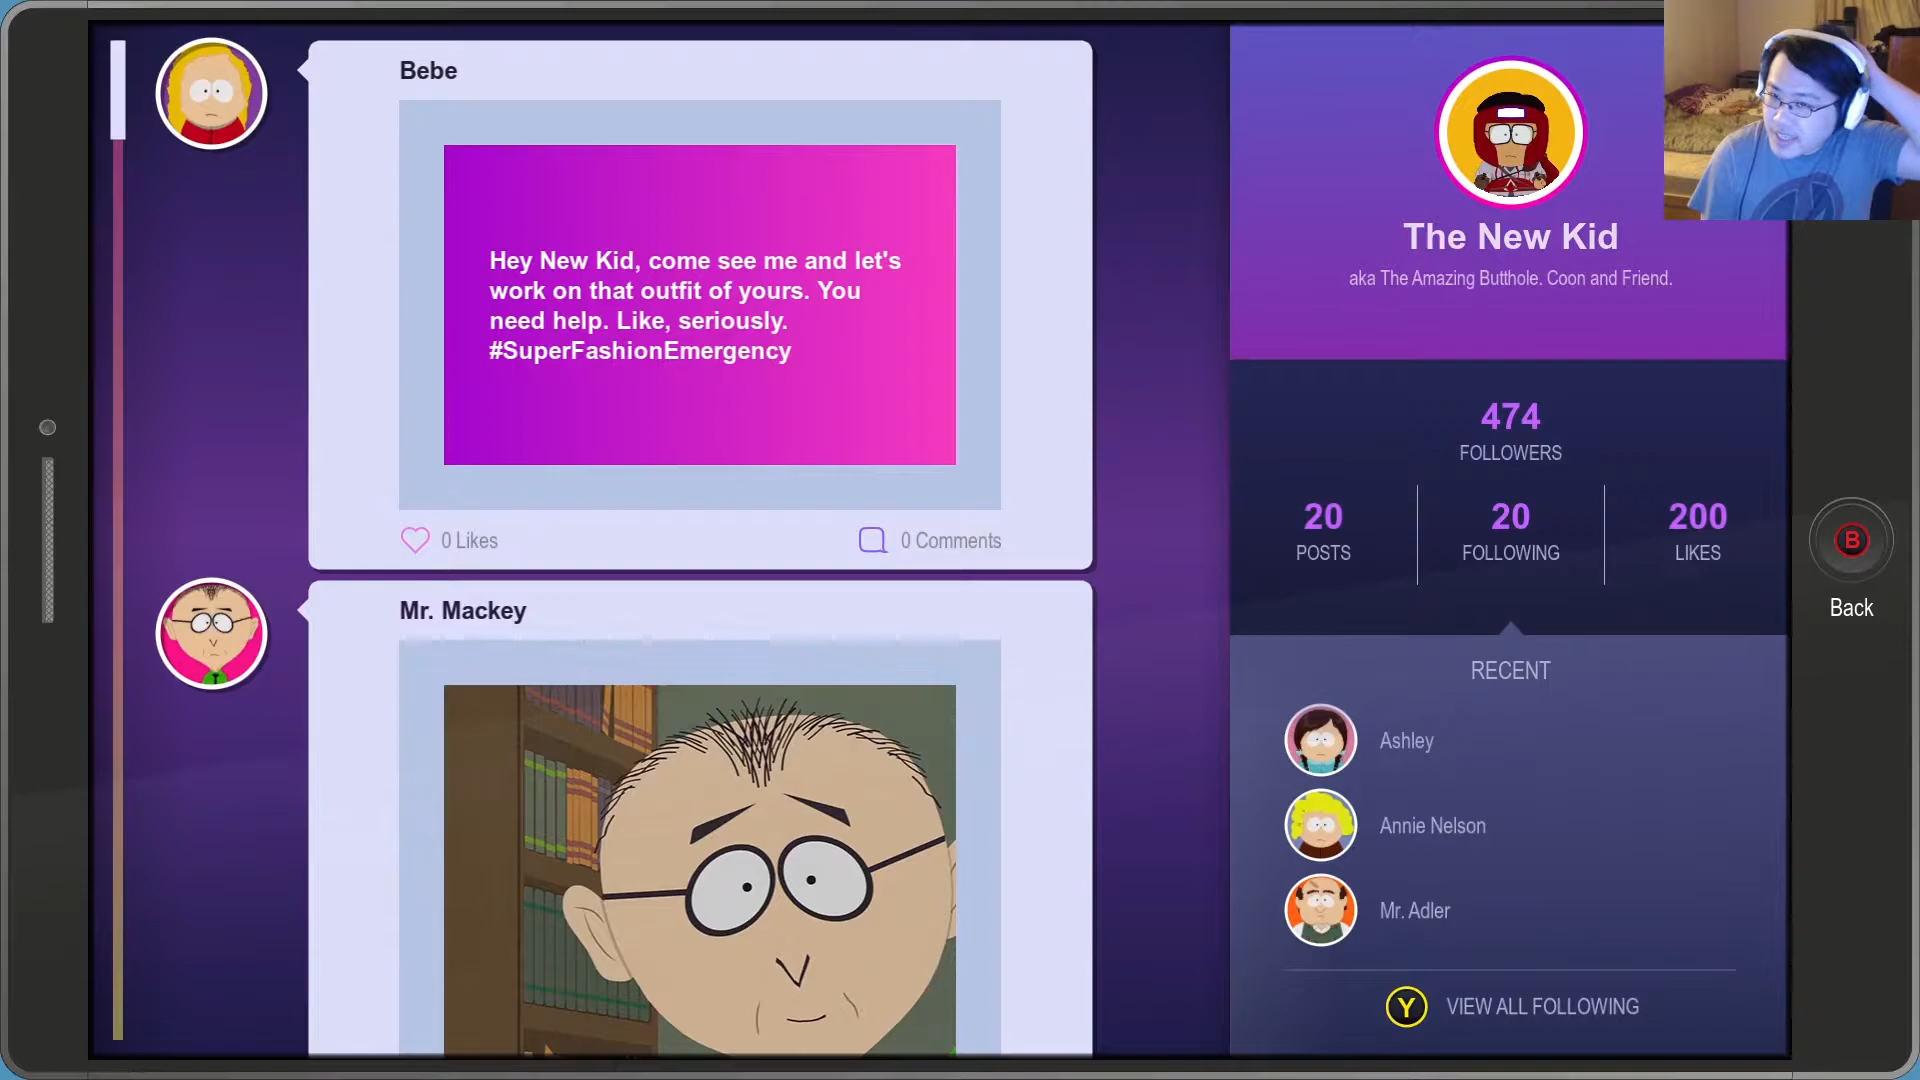 Bebe
Hey New Kid, come see me and let's
work on that outfit of yours. You
need help. Like, seriously.
#SuperFashionEmergency
0 Likes
0 Comments
Mr. Mackey
The New Kid
aka The Amazing Butthole. Coon and Friend.
474
FOLLOWERS
20
POSTS
20
FOLLOWING
200
LIKES
RECENT
Ashley
Annie Nelson
Mr. Adler
Y VIEW ALL FOLLOWING
B
Back